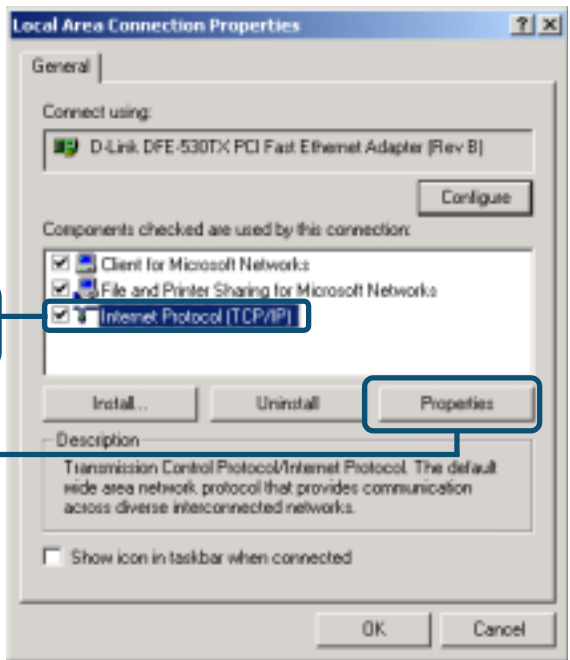 Local Area Connection Properties
General
Connect using:
D-Link DFE-530TX PCI Fast Ethernet Adapter (Rev B)
Configure
Components checked are used by this connection:
Client for Microsoft Networks
File and Printer Sharing for Microsoft Networks
Internet Protocol (TCP/IP)
Install...
Uninstall
Properties
Description
Transmission Control Protocol/Internet Protocol. The default
wide area network protocol that provides communication
across diverse interconnected networks.
Show icon in taskbar when connected
OK
Cancel